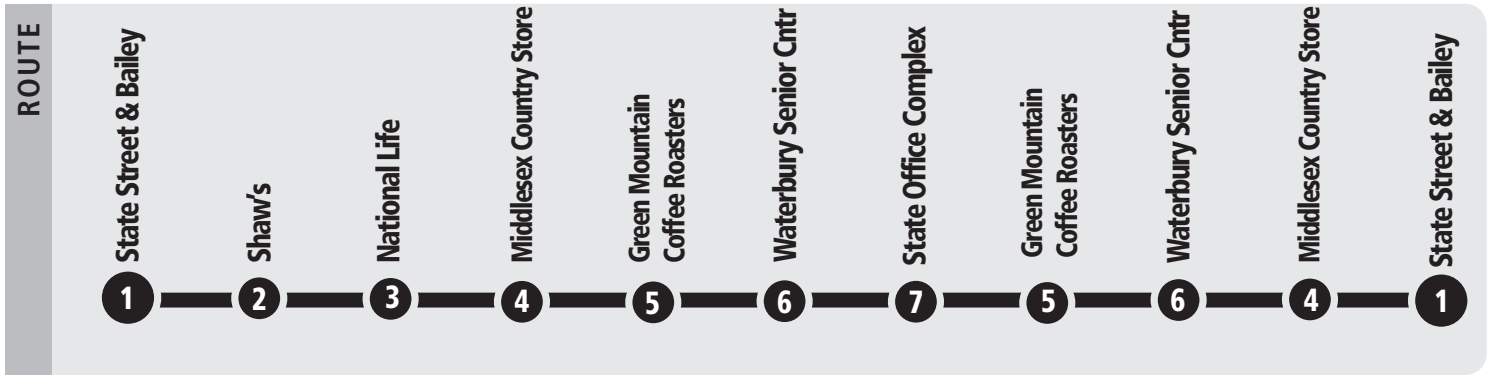 ROUTE
State Street & Bailey
Shaw's
National Life
Middlesex Country Store
Green Mountain
Coffee Roasters
Waterbury Senior Cntr
State Office Complex
Green Mountain
Coffee Roasters
Waterbury Senior Cntr
Middlesex Country Store
State Street & Bailey
1 2 3 4 5 6 7 5 6 4 1